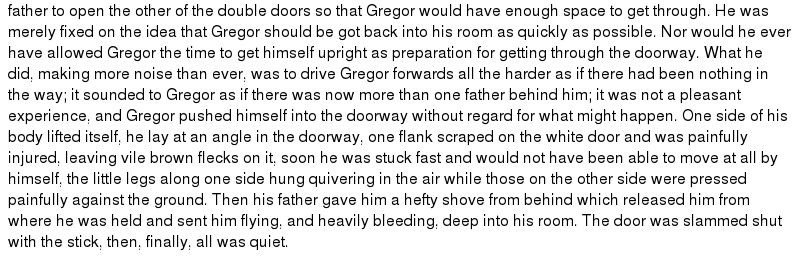 father to open the other of the double doors so that Gregor would have enough space to get through. He was
merely fixed on the idea that Gregor should be got back into his room as quickly as possible. Nor would he ever
have allowed Gregor the time to get himself upright as preparation for getting through the doorway. What he
did, making more noise than ever, was to drive Gregor forwards all the harder as if there had been nothing in
the way; it sounded to Gregor as if there was now more than one father behind him; it was not a pleasant
experience, and Gregor pushed himself into the doorway without regard for what might happen. One side of his
body lifted itself, he lay at an angle in the doorway, one flank scraped on the white door and was painfully
injured, leaving vile brown flecks on it, soon he was stuck fast and would not have been able to move at all by
himself, the little legs along one side hung quivering in the air while those on the other side were pressed
painfully against the ground. Then his father gave him a hefty shove from behind which released him from
where he was held and sent him flying, and heavily bleeding, deep into his room. The door was slammed shut
with the stick, then, finally, all was quiet.